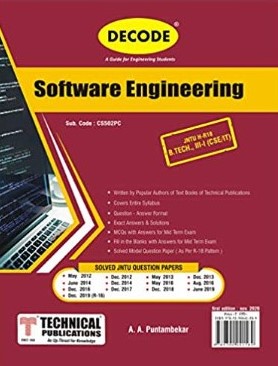 DECODE
A Guide for Engineering Students
Software Engineering
Sub. Code : CS502PC
JNTU H-R18
B.TECH., III-I (CSE/IT)
Written by Popular Authors of Text Books of Technical Publications
Covers Entire Syllabus
Question - Answer Format
Exact Answers & Solutions
MCQs with Answers for Mid Term Exam
Fill in the Blanks with Answers for Mid Term Exam
Solved Model Question Paper ( As Per R-18 Pattern )
SOLVED JNTU QUESTION PAPERS
May 2012 Dec. 2012 May 2013 Dec. 2013
June 2014 Dec. 2014 May 2016 Aug. 2016
Dec. 2016 Dec. 2017 Dec. 2018 June 2019
Dec. 2019 (R-16)
TECHNICAL
PUBLICATIONS
An Up-Thrust for Knowledge
A. A. Puntambekar